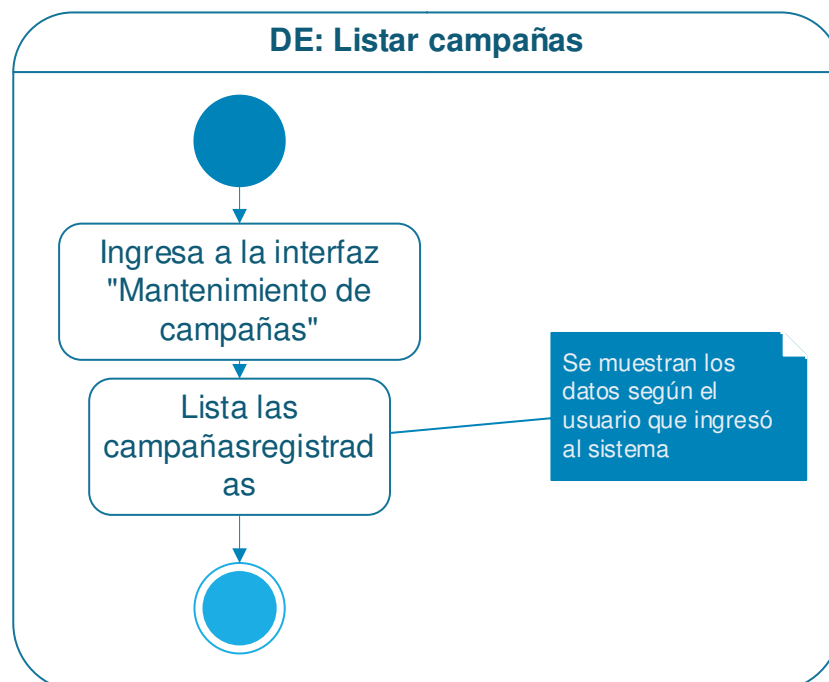 DE: Listar campañas
Ingresa a la interfaz
"Mantenimiento de
campañas"
Lista las
campañasregistrad
as
Se muestran los
datos según el
usuario que ingresó
al sistema